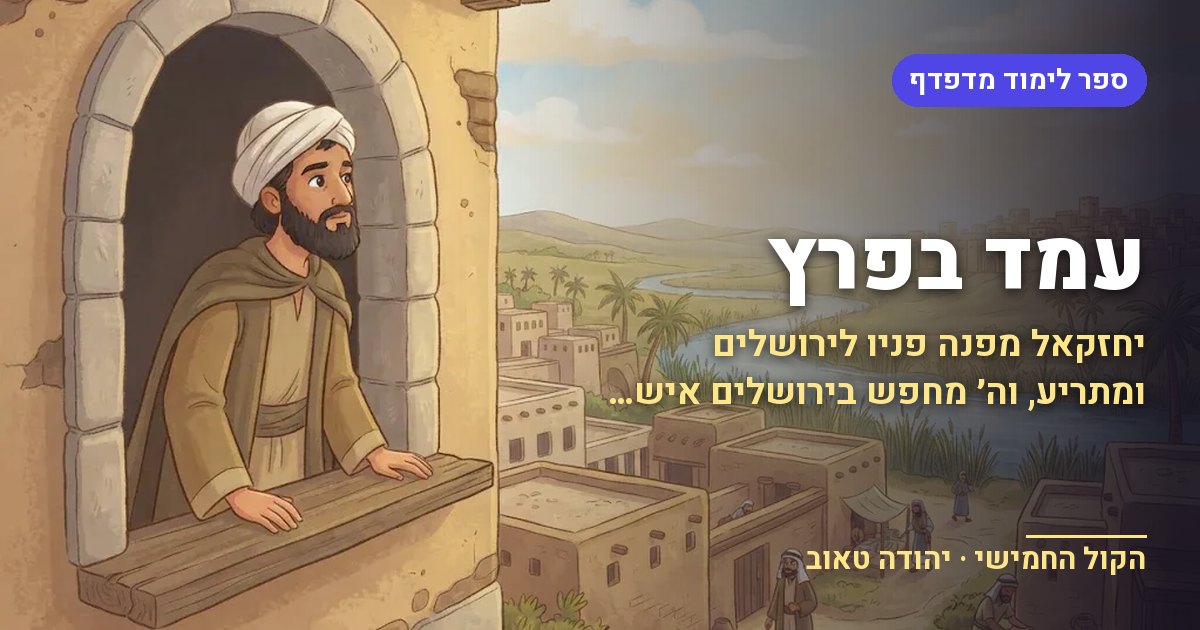 ספר לימוד מדפדף
עמד בפרץ
יחזקאל מפנה פניו לירושלים
ומתריע, וה׳ מחפש בירושלים איש...
הקול החמישי · יהודה טאוב